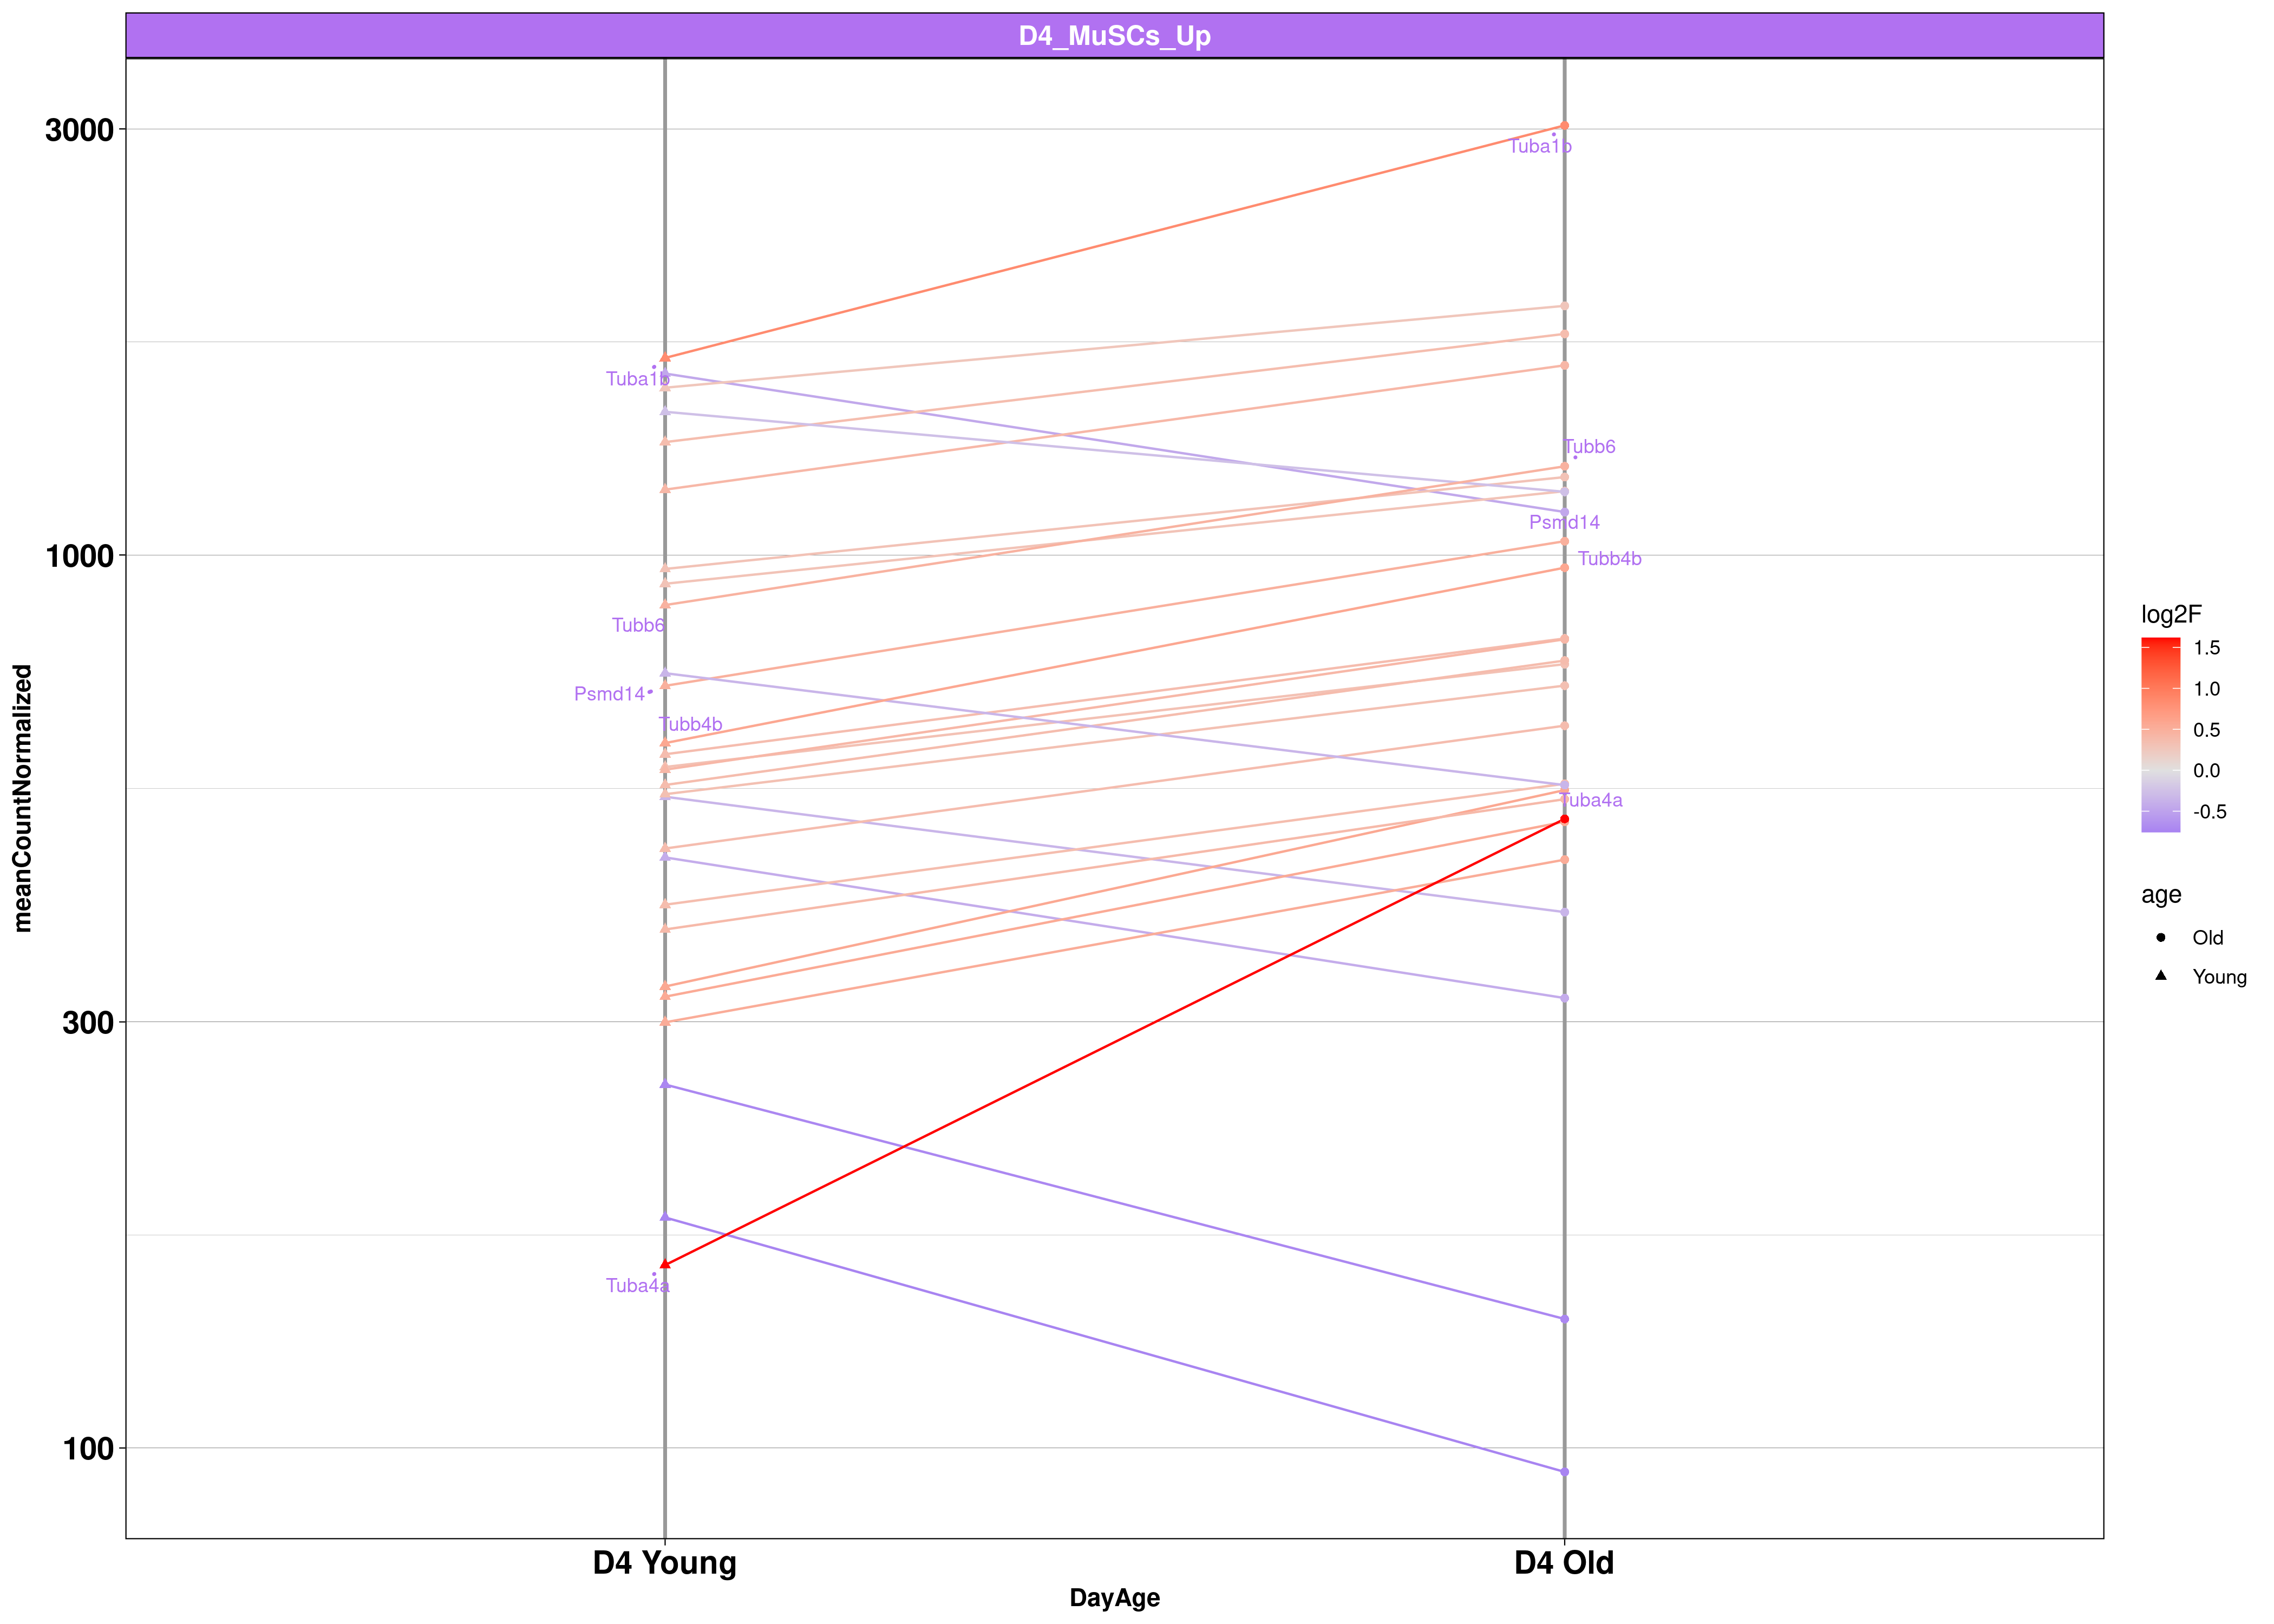 D4_MuSCs_Up
3000
Tuba1b
Tuba1b
Tubb6
Psmd14
1000
Tubb4b
Tubb6
Psmd14
Tubb4b
Tuba4a
300
Tuba4a
100
meanCountNormalized
D4 Young
D4 Old
DayAge
log2F
1.5
1.0
0.5
0.0
-0.5
age
Old
Young